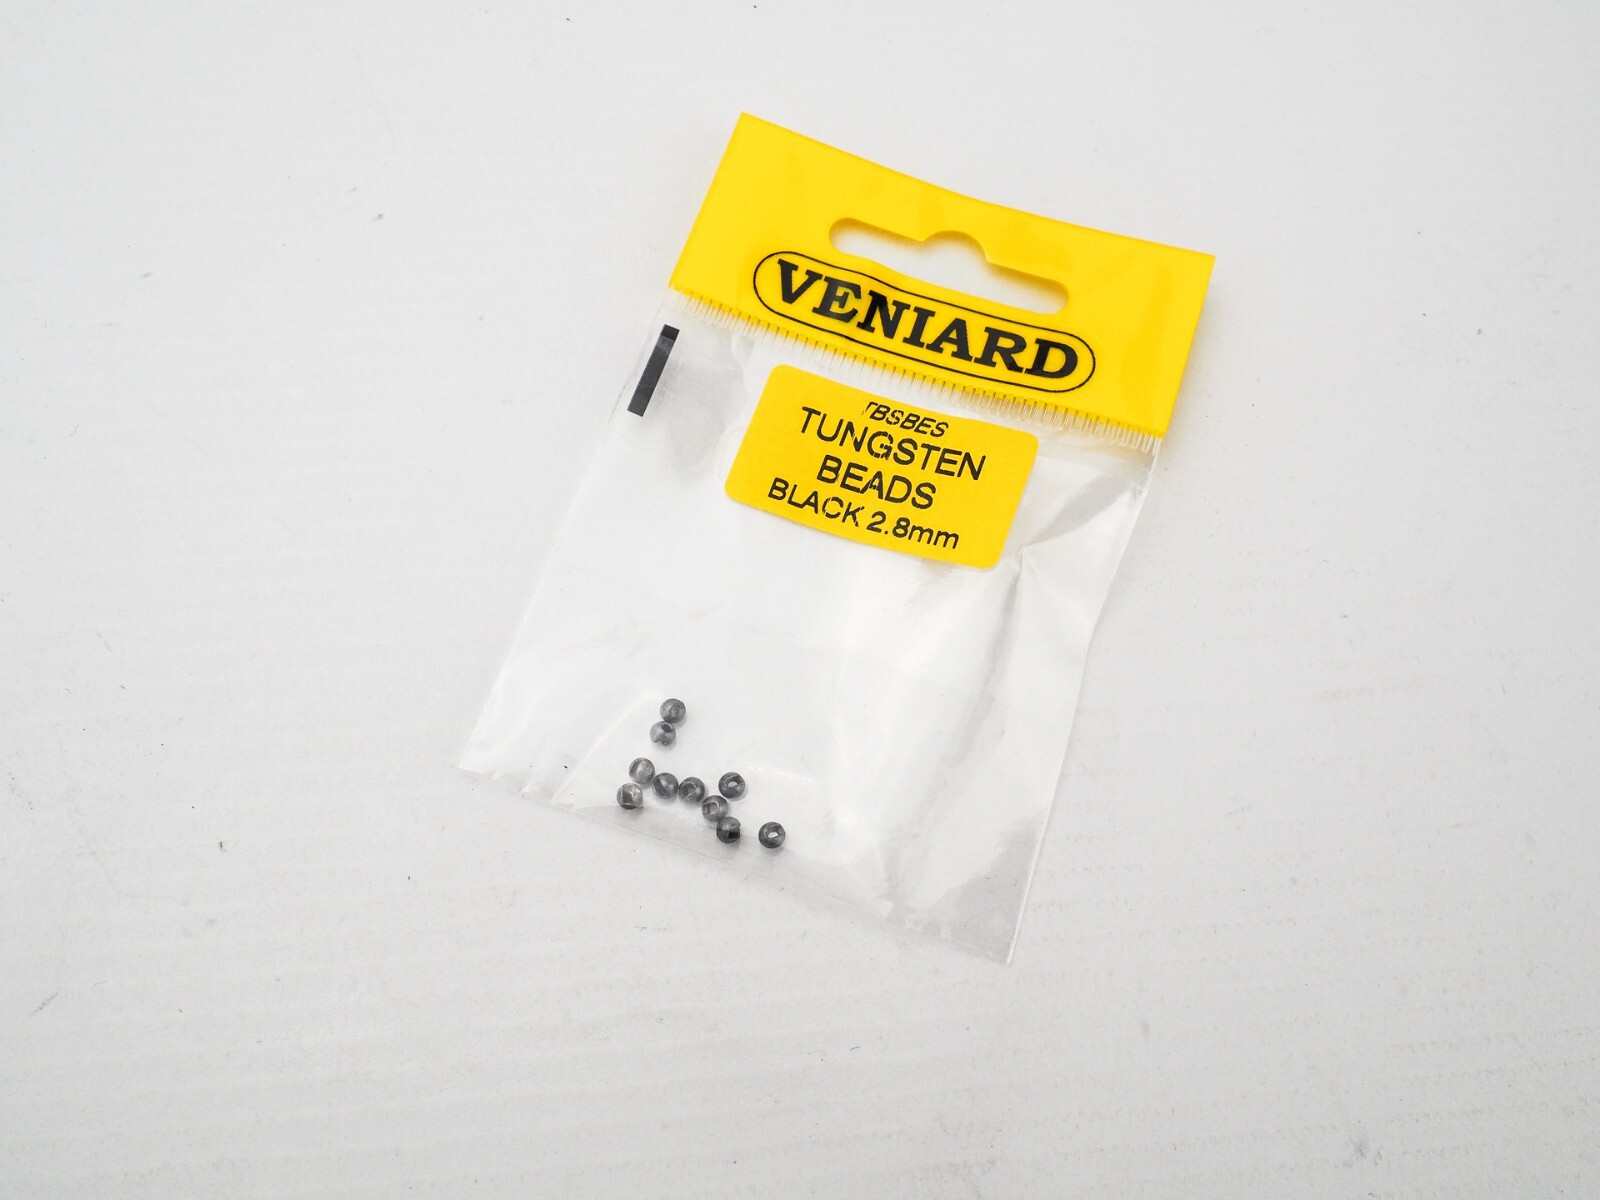 VENIARD
TBSBES
TUNGSTEN
BEADS
BLACK 2.8mm